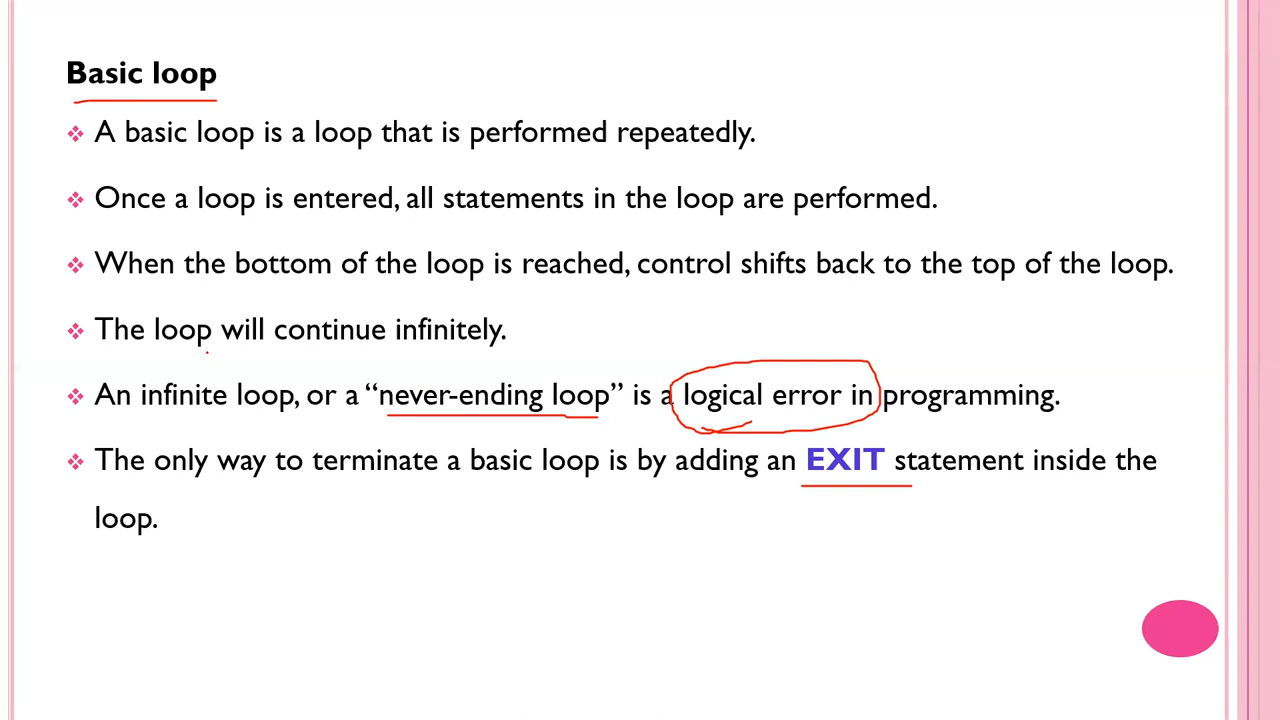 Basic loop
A basic loop is a loop that is performed repeatedly.
Once a loop is entered, all statements in the loop are performed.
When the bottom of the loop is reached, control shifts back to the top of the loop.
The loop will continue infinitely.
An infinite loop, or a “never-ending loop” is a logical error in programming.
The only way to terminate a basic loop is by adding an EXIT statement inside the
loop.